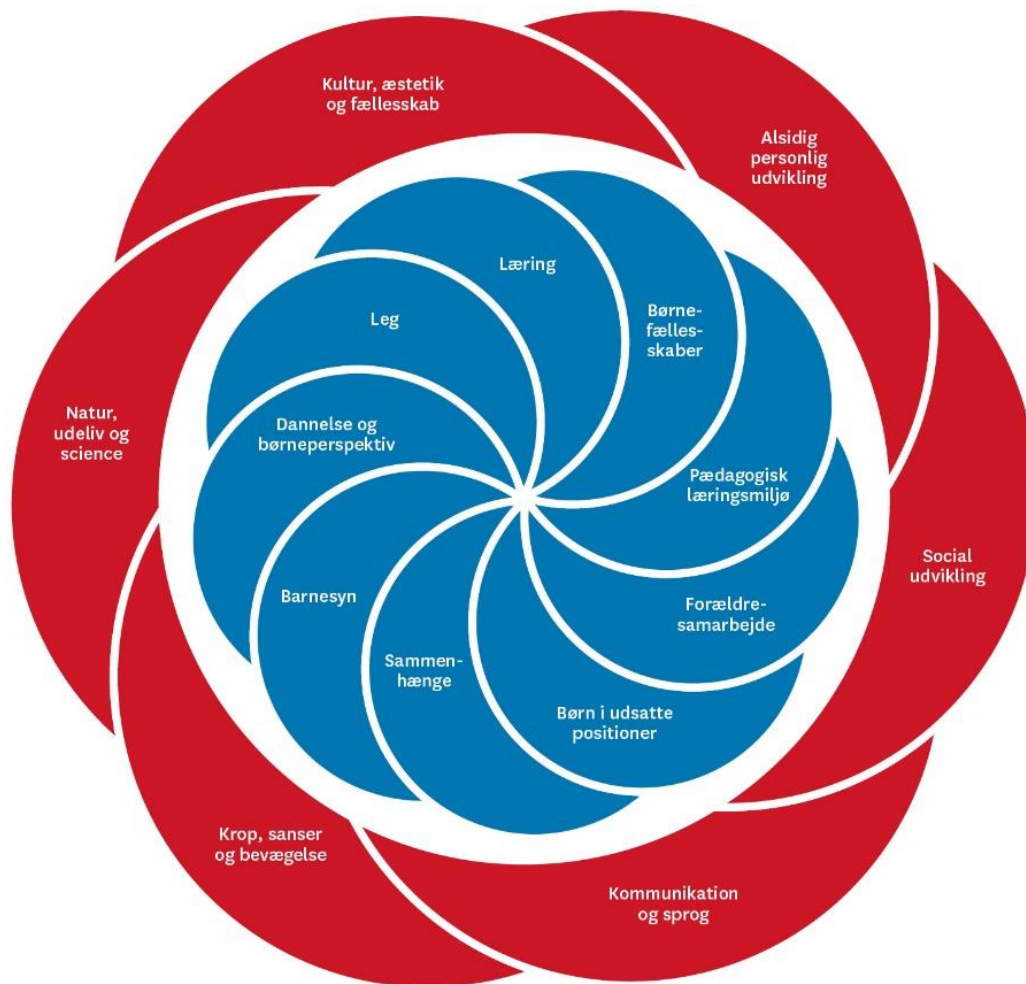 Kultur, æstetik
og fællesskab
Alsidig
personlig
udvikling
Social
udvikling
Kommunikation
og sprog
Krop, sanser
og bevægelse
Natur,
udeliv og
science
Læring
Børne-
fælles-
skaber
Pædagogisk
læringsmiljø
Forældre-
samarbejde
Børn i udsatte
positioner
Sammen-
hænge
Barnesyn
Dannelse og
børneperspektiv
Leg